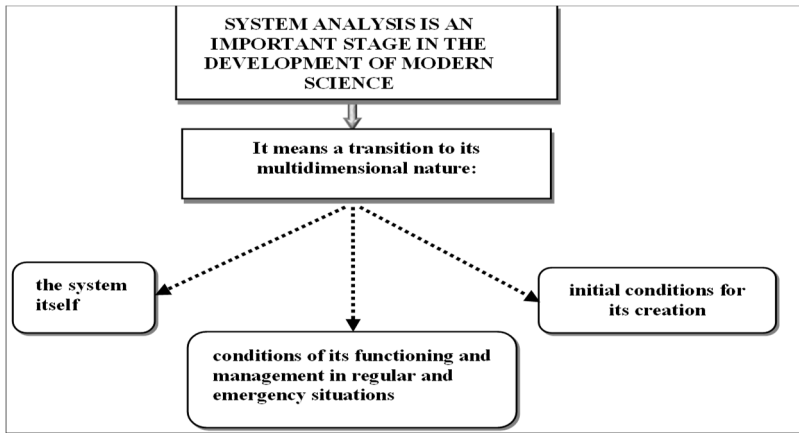 SYSTEM ANALYSIS IS AN
IMPORTANT STAGE IN THE
DEVELOPMENT OF MODERN
SCIENCE
It means a transition to its
multidimensional nature:
the system
itself
conditions of its functioning and
management in regular and
emergency situations
initial conditions for
its creation